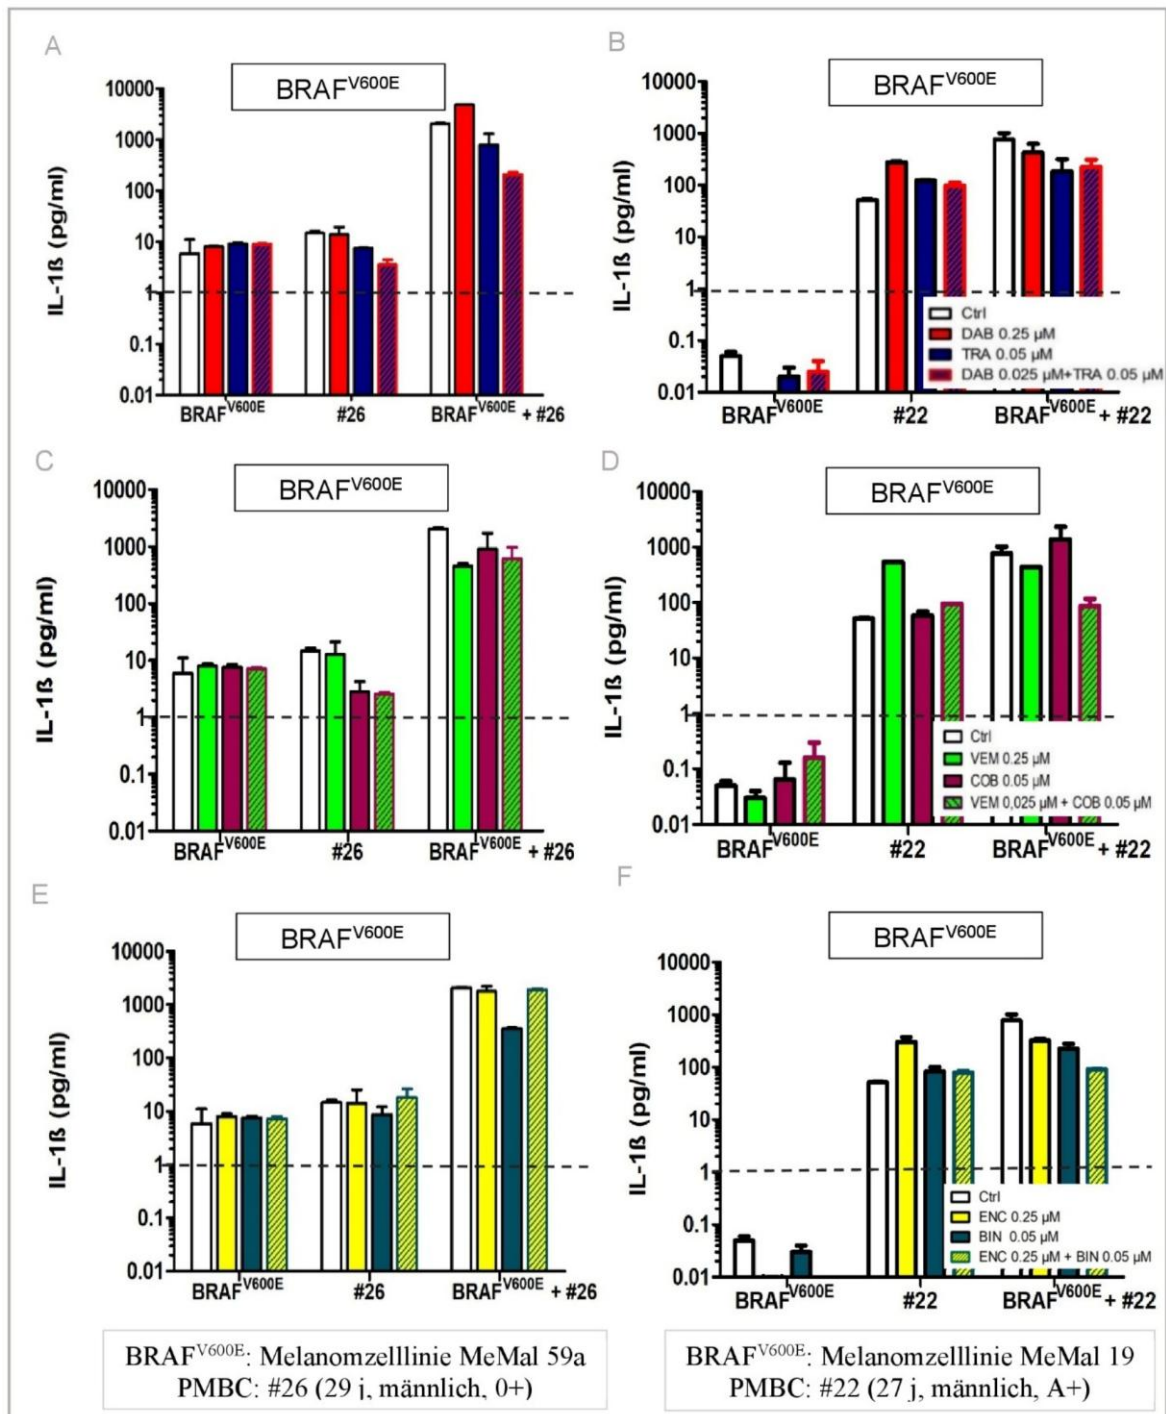 A
BRAF^V600E
IL-1ß (pg/ml)
10000
1000
100
10
1
0.1
0.01
BRAF^V600E
#26
BRAF^V600E + #26
B
BRAF^V600E
IL-1ß (pg/ml)
10000
1000
100
10
1
0.1
0.01
Ctrl
DAB 0.25 µM
TRA 0.05 µM
DAB 0.025 µM+TRA 0.05 µM
BRAF^V600E
#22
BRAF^V600E + #22
C
BRAF^V600E
IL-1ß (pg/ml)
10000
1000
100
10
1
0.1
0.01
BRAF^V600E
#26
BRAF^V600E + #26
D
BRAF^V600E
IL-1ß (pg/ml)
10000
1000
100
10
1
0.1
0.01
Ctrl
VEM 0.25 µM
COB 0.05 µM
VEM 0,025 µM + COB 0.05 µM
BRAF^V600E
#22
BRAF^V600E + #22
E
BRAF^V600E
IL-1ß (pg/ml)
10000
1000
100
10
1
0.1
0.01
BRAF^V600E
#26
BRAF^V600E + #26
F
BRAF^V600E
IL-1ß (pg/ml)
10000
1000
100
10
1
0.1
0.01
Ctrl
ENC 0.25 µM
BIN 0.05 µM
ENC 0.25 µM + BIN 0.05 µM
BRAF^V600E
#22
BRAF^V600E + #22
BRAF^V600E: Melanomzelllinie MeMal 59a
PMBC: #26 (29 j, männlich, 0+)
BRAF^V600E: Melanomzelllinie MeMal 19
PMBC: #22 (27 j, männlich, A+)